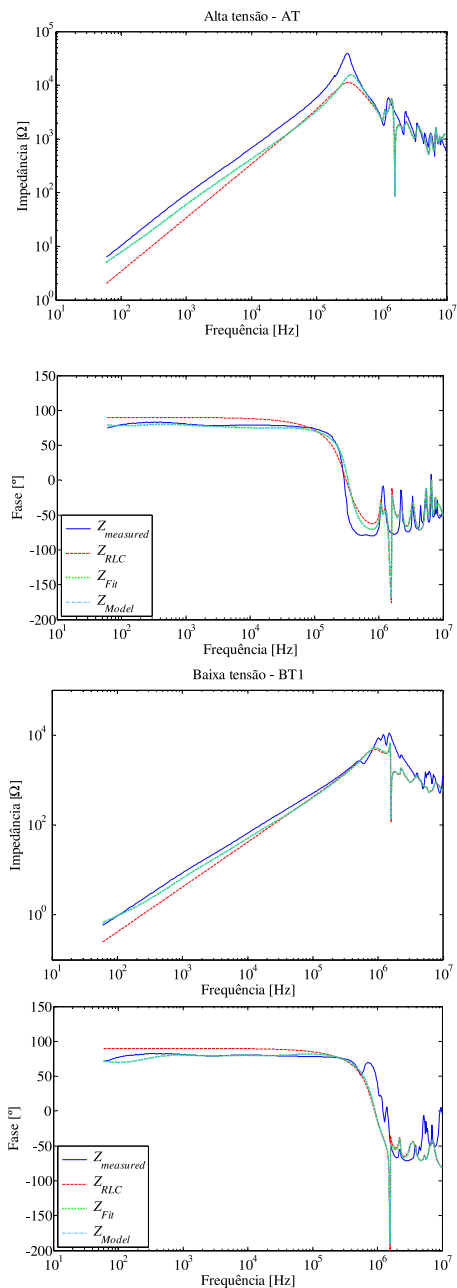 Alta tensão - AT
Impedância [Ω]
10^5
10^4
10^3
10^2
10^1
10^0
10^1 10^2 10^3 10^4 10^5 10^6 10^7
Frequência [Hz]
Fase [º]
150
100
50
0
-50
-100
-150
-200
Z_measured
Z_RLC
Z_Fit
Z_Model
10^1 10^2 10^3 10^4 10^5 10^6 10^7
Frequência [Hz]
Baixa tensão - BT1
Impedância [Ω]
10^4
10^2
10^0
10^1 10^2 10^3 10^4 10^5 10^6 10^7
Frequência [Hz]
Fase [º]
150
100
50
0
-50
-100
-150
-200
Z_measured
Z_RLC
Z_Fit
Z_Model
10^1 10^2 10^3 10^4 10^5 10^6 10^7
Frequência [Hz]